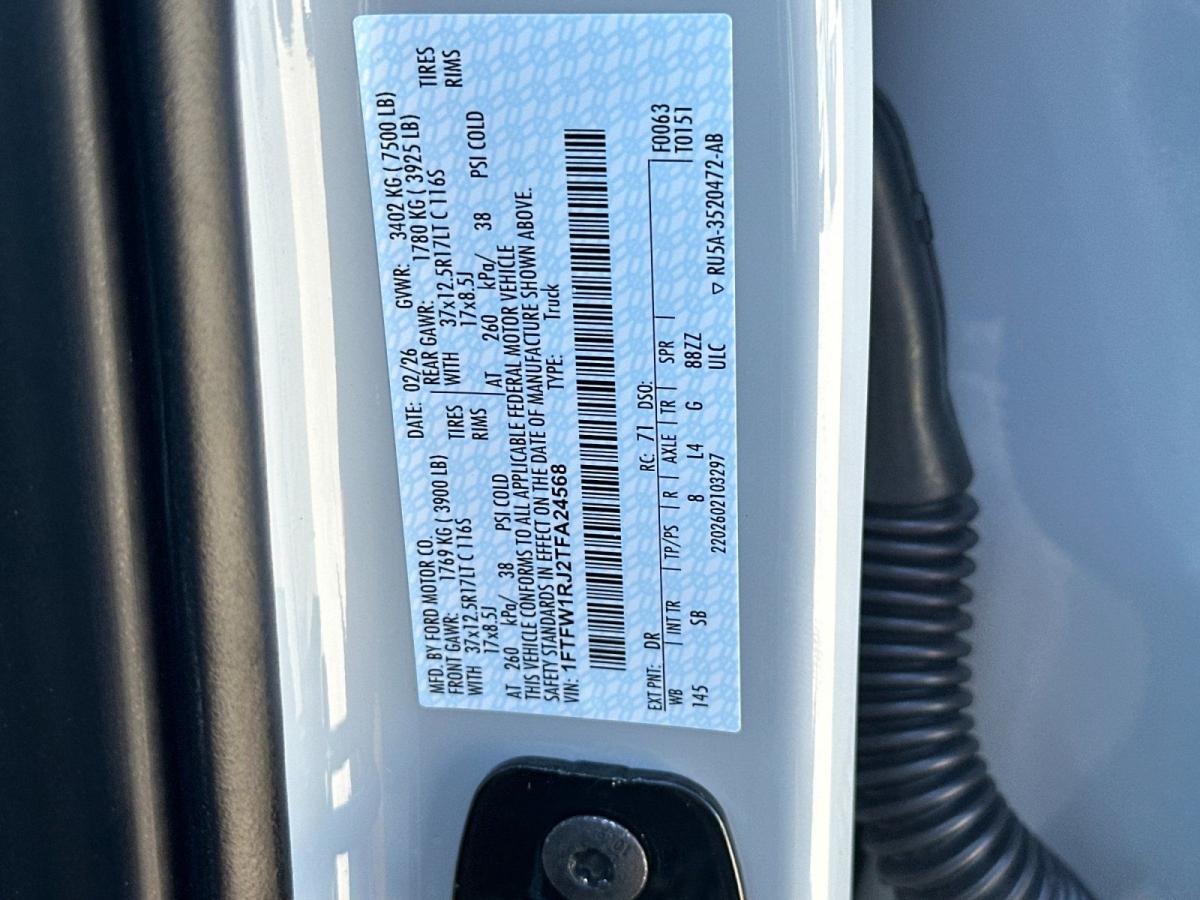 MFD. BY FORD MOTOR CO.
DATE: 02/26 GVWR: 3402 KG ( 7500 LB)
FRONT GAWR: 1769 KG ( 3900 LB)
REAR GAWR: 1780 KG ( 3925 LB)
WITH 37x12.5R17LT C 116S TIRES
WITH 37x12.5R17LT C 116S TIRES
17x8.5J RIMS
17x8.5J RIMS
AT 260 kPa/ 38 PSI COLD
AT 260 kPa/ 38 PSI COLD
THIS VEHICLE CONFORMS TO ALL APPLICABLE FEDERAL MOTOR VEHICLE
SAFETY STANDARDS IN EFFECT ON THE DATE OF MANUFACTURE SHOWN ABOVE.
VIN: 1FTFW1RJ2TFA24568 TYPE: Truck
EXT PNT: DR RC: 71 DSO: F0063
WB INT TR TP/PS R AXLE TR SPR T0151
145 SB 8 L4 G 88ZZ
2202602103297 ULC ▽ RU5A-3520472-AB